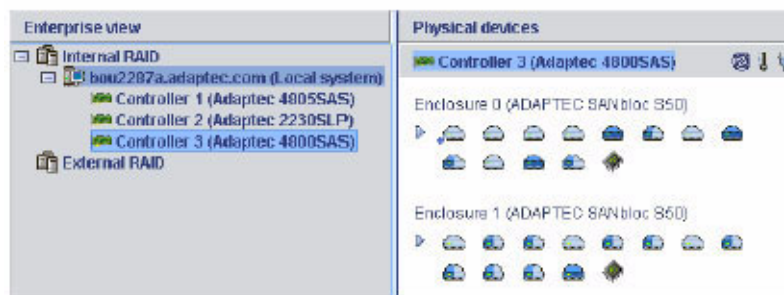 Enterprise view
Internal RAID
bou2287a.adaptec.com (Local system)
Controller 1 (Adaptec 4805SAS)
Controller 2 (Adaptec 2230SLP)
Controller 3 (Adaptec 4800SAS)
External RAID
Physical devices
Controller 3 (Adaptec 4800SAS)
Enclosure 0 (ADAPTEC SANbloc S50)
Enclosure 1 (ADAPTEC SANbloc S50)